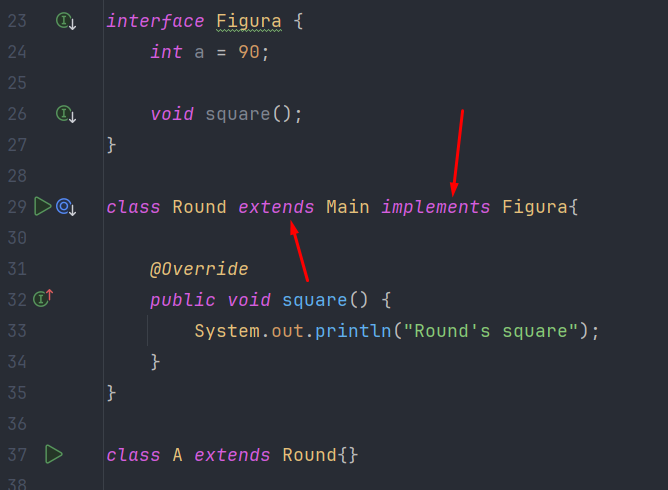 23 interface Figura {
24 int a = 90;
25
26 void square();
27 }
28
29 class Round extends Main implements Figura{
30
31 @Override
32 public void square() {
33 System.out.println("Round's square");
34 }
35 }
36
37 class A extends Round{}
38